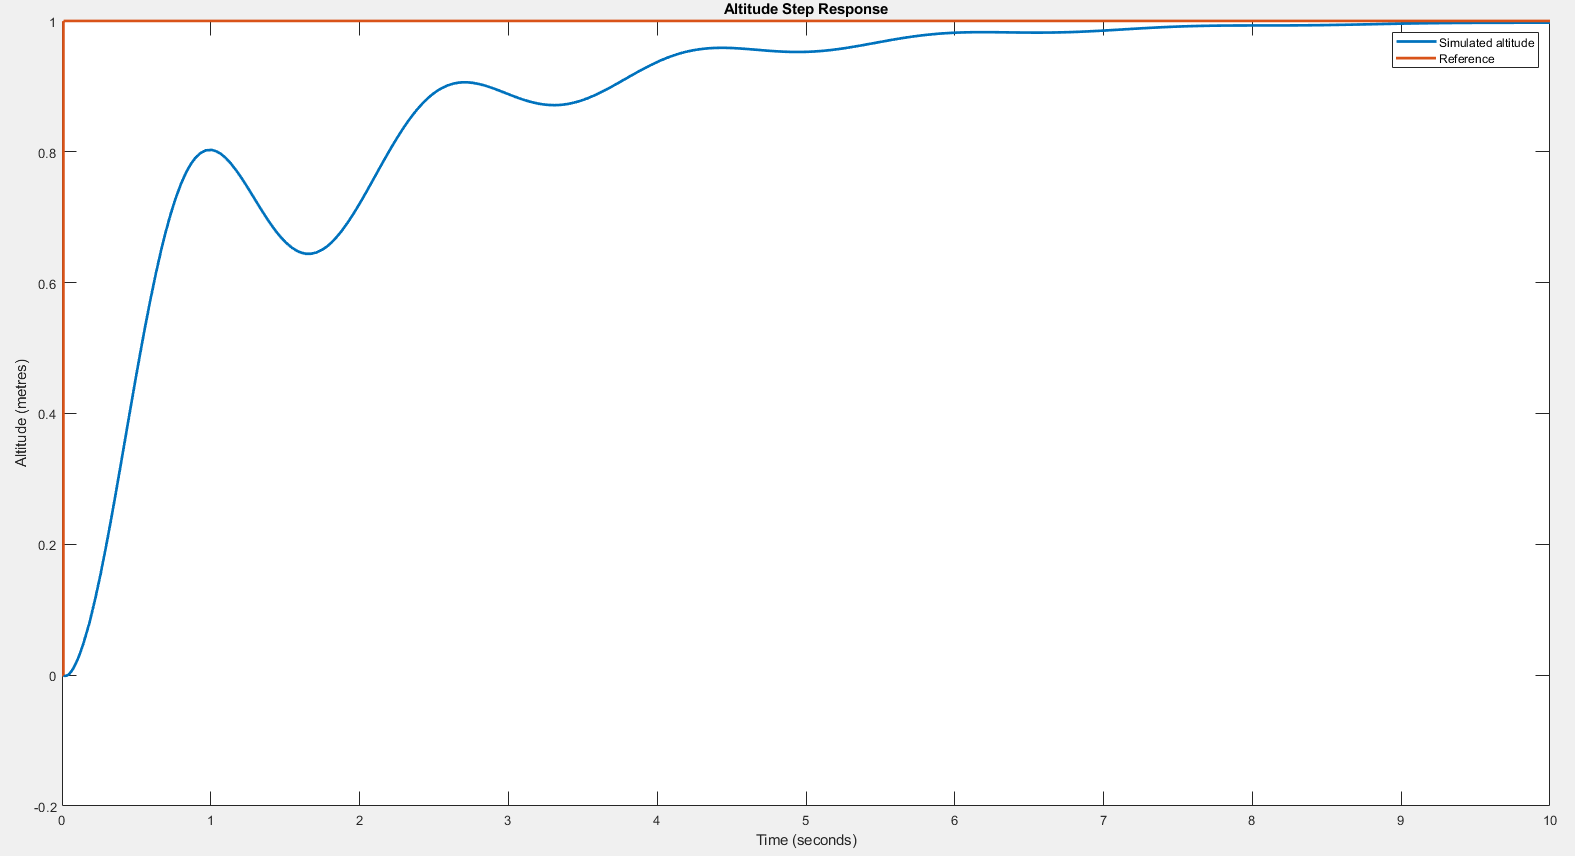 Altitude Step Response
1
0.8
0.6
0.4
0.2
0
-0.2
Altitude (metres)
Simulated altitude
Reference
0 1 2 3 4 5 6 7 8 9 10
Time (seconds)